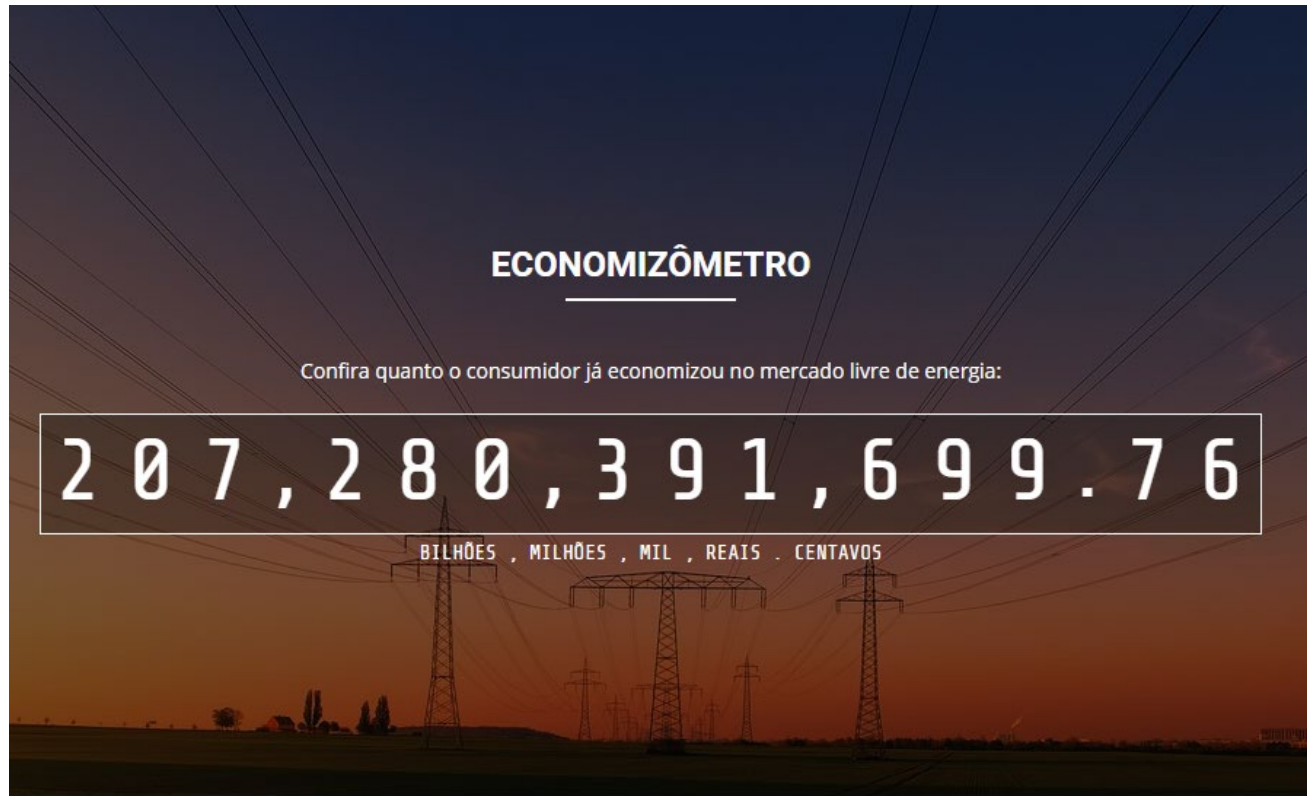 ECONOMIZÔMETRO
Confira quanto o consumidor já economizou no mercado livre de energia:
207,280,391,699.76
BILHÕES , MILHÕES , MIL , REAIS . CENTAVOS